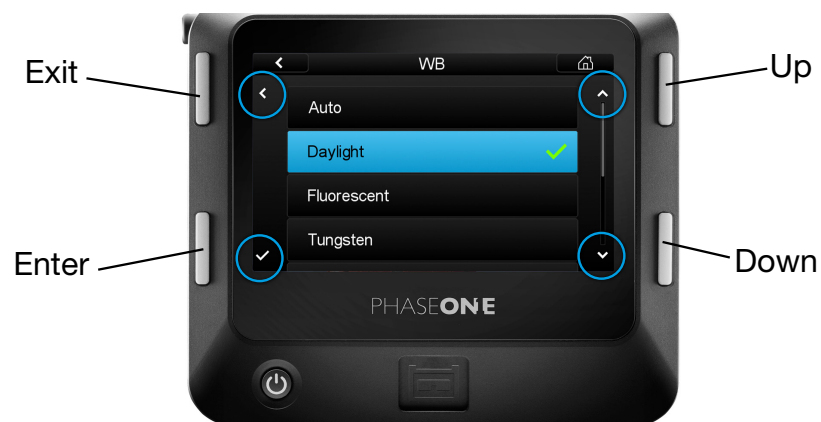 WB
Exit
Up
Auto
Daylight
Fluorescent
Tungsten
Enter
Down
PHASEONE